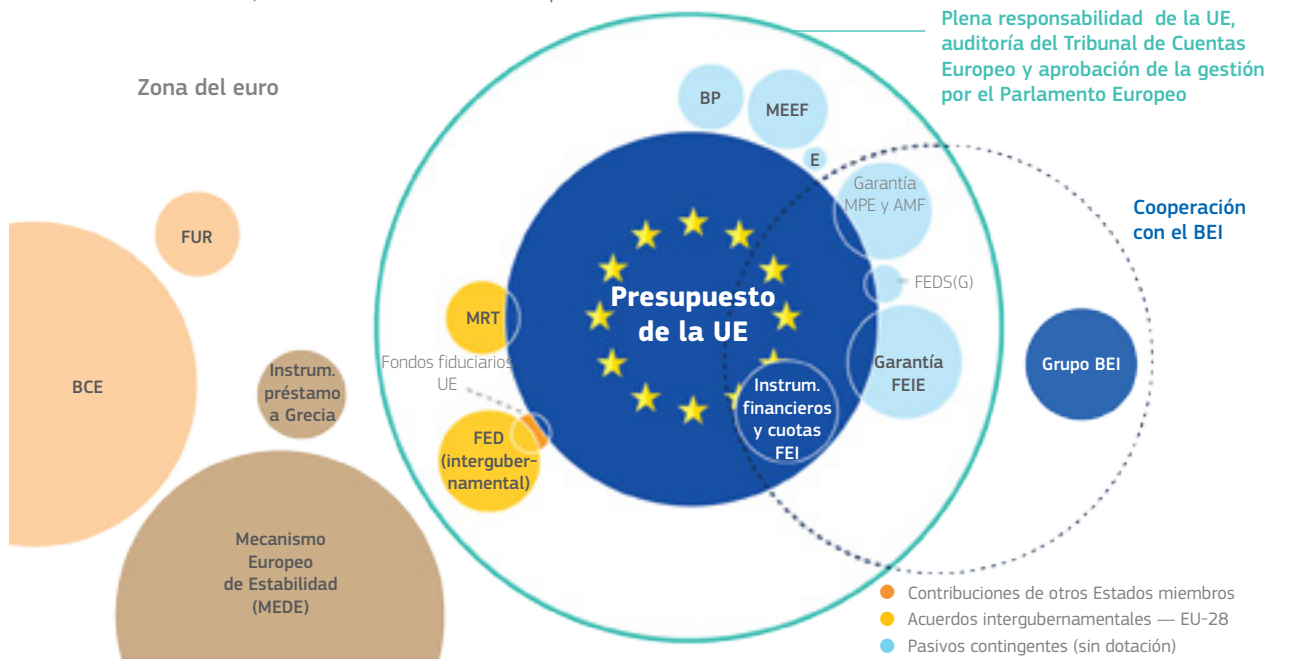 Plena responsabilidad de la UE,
auditoría del Tribunal de Cuentas
Europeo y aprobación de la gestión
por el Parlamento Europeo
Zona del euro
BP
MEEF
E
Garantía
MPE y AMF
Cooperación
con el BEI
FUR
FEDS(G)
Presupuesto
de la UE
MRT
Fondos fiduciarios
UE
BCE
Instrum.
préstamo
a Grecia
Garantía
FEIE
Grupo BEI
Instrum.
financieros
y cuotas
FEI
FED
(interguber-
namental)
Mecanismo
Europeo
de Estabilidad
(MEDE)
Contribuciones de otros Estados miembros
Acuerdos intergubernamentales — EU-28
Pasivos contingentes (sin dotación)